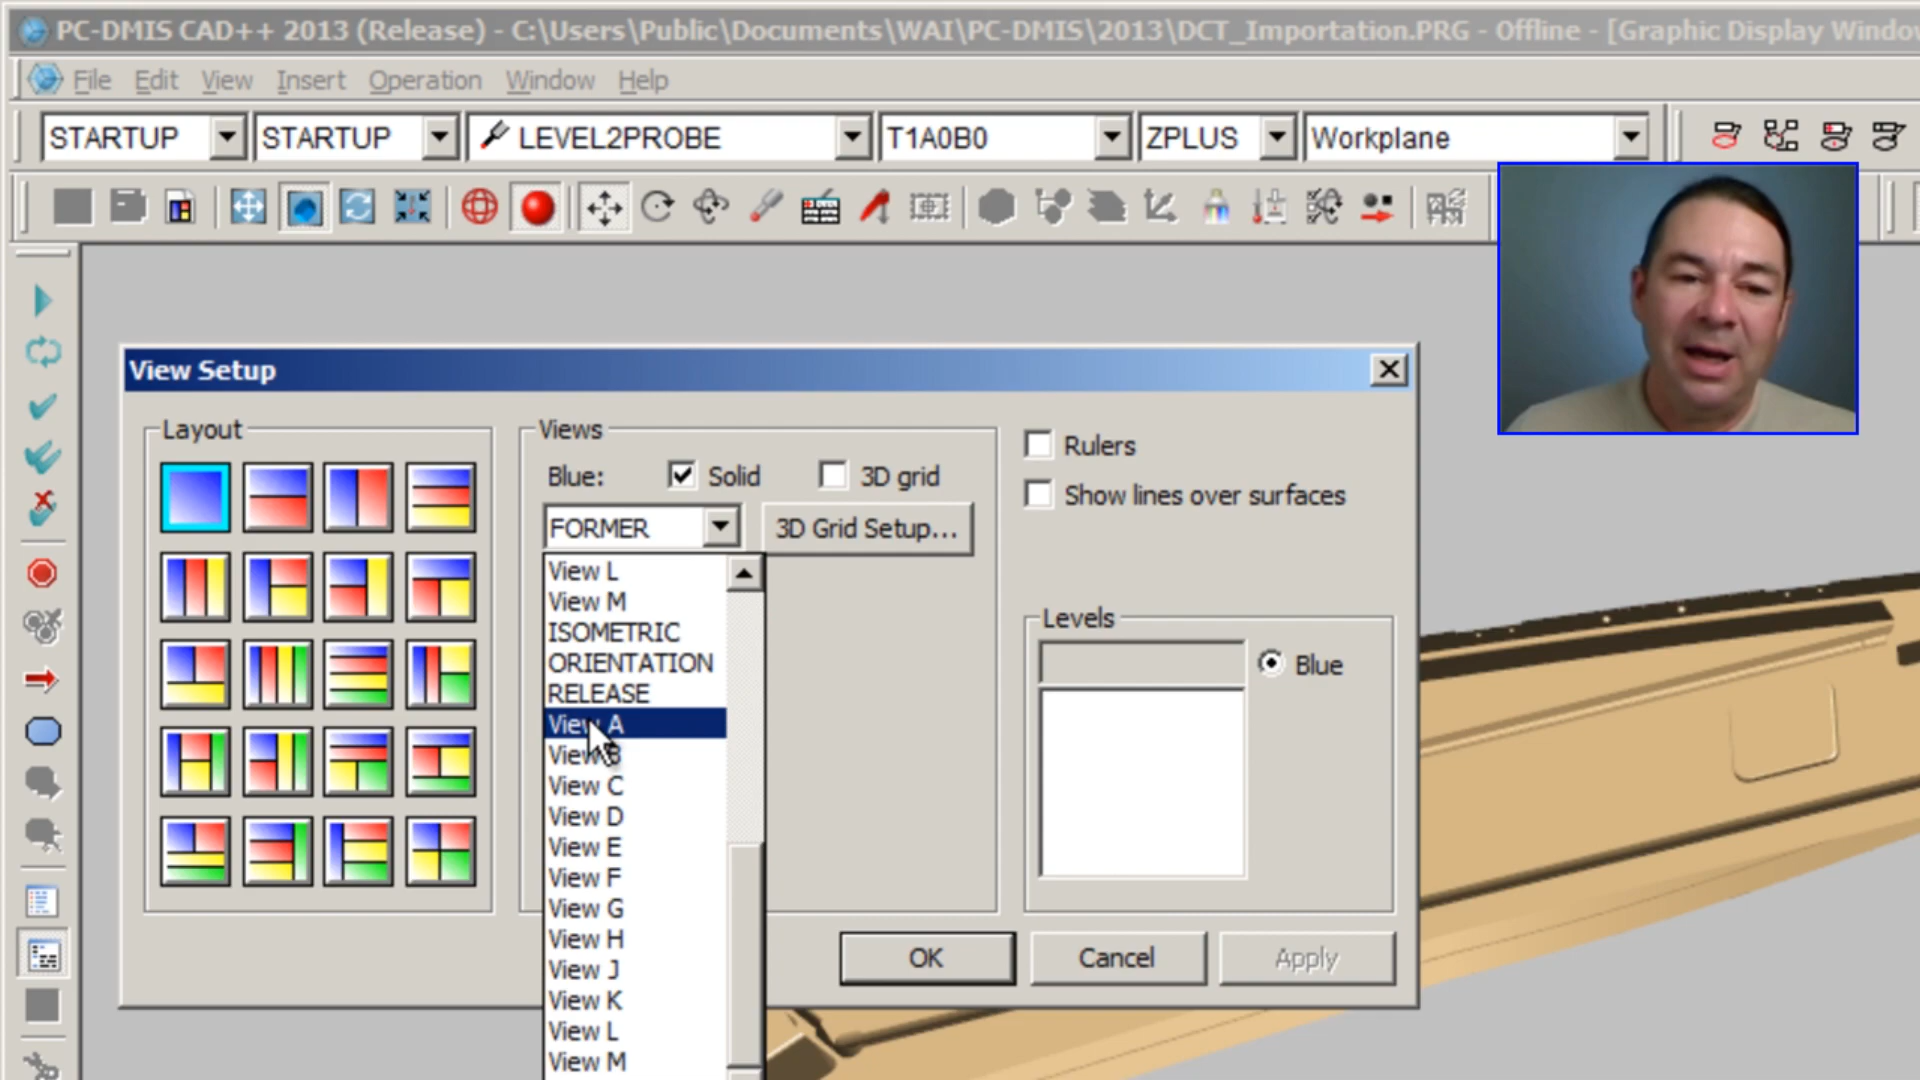 PC-DMIS CAD++ 2013 (Release) - C:\Users\Public\Documents\WAI\PC-DMIS\2013\DCT_Importation.PRG - Offline - [Graphic Display Window
File Edit View Insert Operation Window Help
STARTUP STARTUP LEVEL2PROBE T1A0B0 ZPLUS Workplane
View Setup
Layout
Views
Blue: Solid 3D grid
Rulers
Show lines over surfaces
FORMER 3D Grid Setup...
View L
View M
ISOMETRIC
ORIENTATION
RELEASE
View A
View B
View C
View D
View E
View F
View G
View H
View J
View K
View L
View M
Levels
Blue
OK Cancel Apply